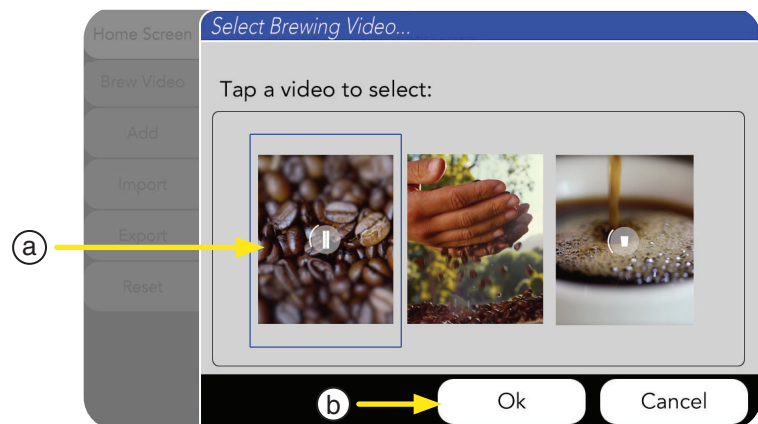 Home Screen
Select Brewing Video...
Brew Video
Tap a video to select:
Add
Import
a
Export
Reset
b
Ok
Cancel